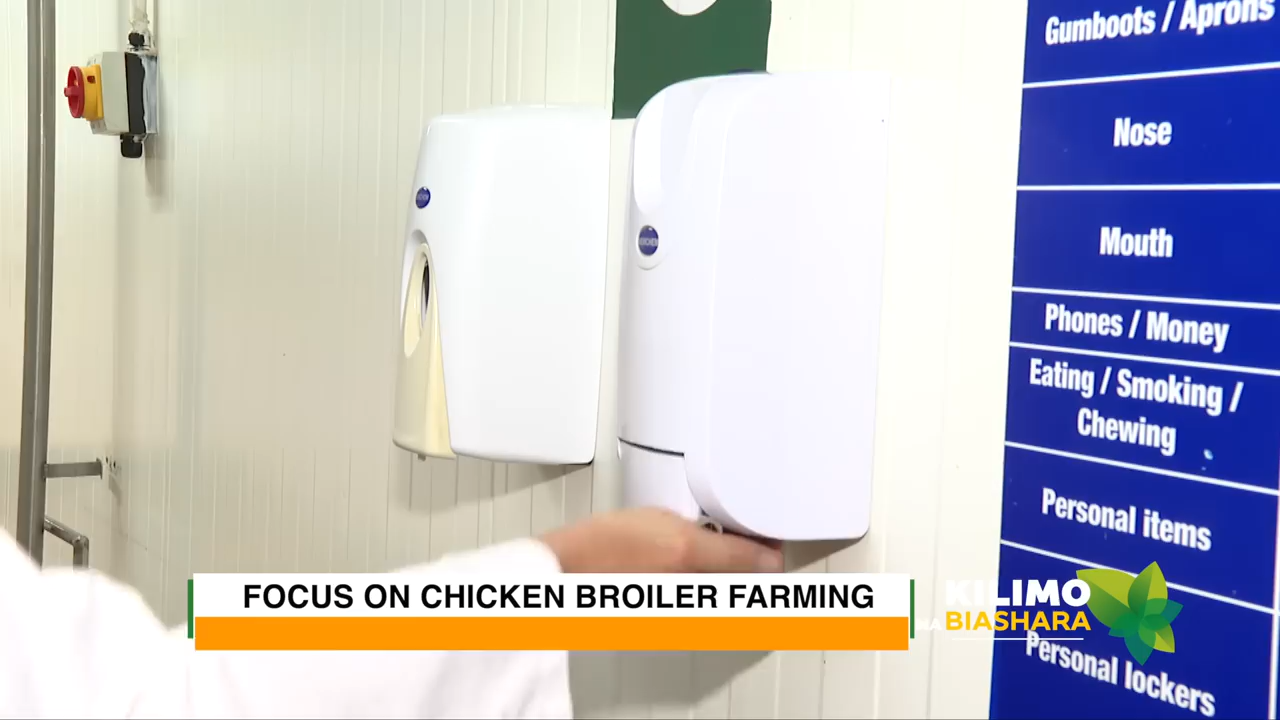 Gumboots / Aprons
Nose
Mouth
Phones / Money
Eating / Smoking /
Chewing
Personal items
Personal lockers
FOCUS ON CHICKEN BROILER FARMING
KILIMO
NA BIASHARA